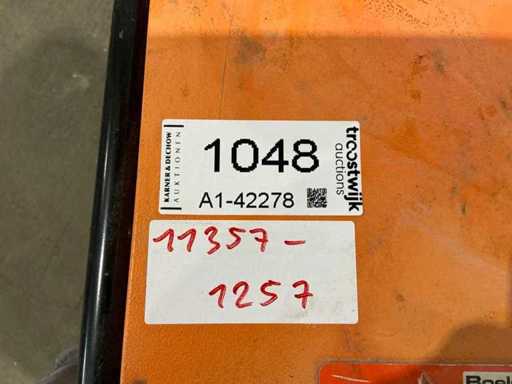 KARNER & DECHOW
AUKTIONEN
1048
A1-42278
troostwijk
auctions
11357-
1257